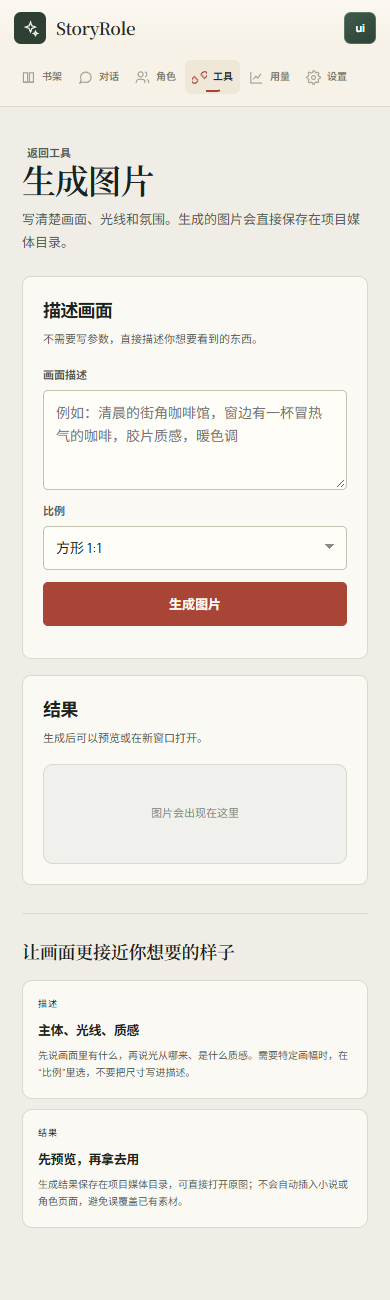 StoryRole
ui
书架
对话
角色
工具
用量
设置
返回工具
生成图片
写清楚画面、光线和氛围。生成的图片会直接保存在项目媒
体目录。
描述画面
不需要写参数，直接描述你想要看到的东西。
画面描述
例如：清晨的街角咖啡馆，窗边有一杯冒热
气的咖啡，胶片质感，暖色调
比例
方形 1:1
生成图片
结果
生成后可以预览或在新窗口打开。
图片会出现在这里
让画面更接近你想要的样子
描述
主体、光线、质感
先说画面里有什么，再说光从哪来、是什么质感。需要特定画幅时，在
“比例”里选，不要把尺寸写进描述。
结果
先预览，再拿去用
生成结果保存在项目媒体目录，可直接打开原图；不会自动插入小说或
角色页面，避免误覆盖已有素材。